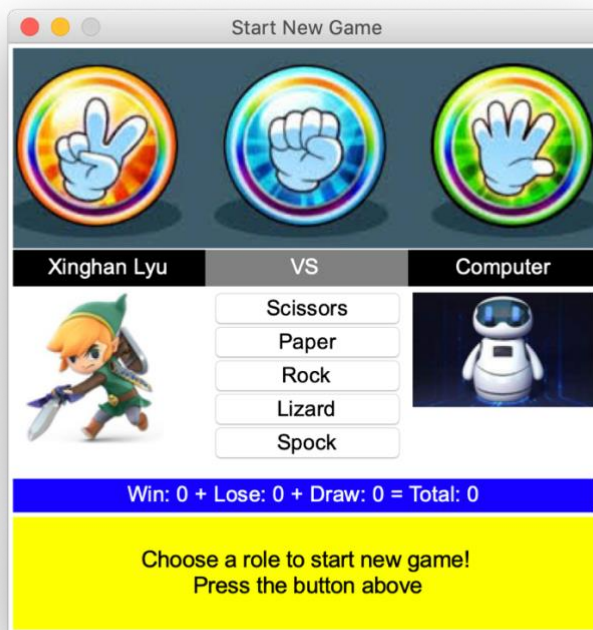 Start New Game
Xinghan Lyu
VS
Computer
Scissors
Paper
Rock
Lizard
Spock
Win: 0 + Lose: 0 + Draw: 0 = Total: 0
Choose a role to start new game!
Press the button above